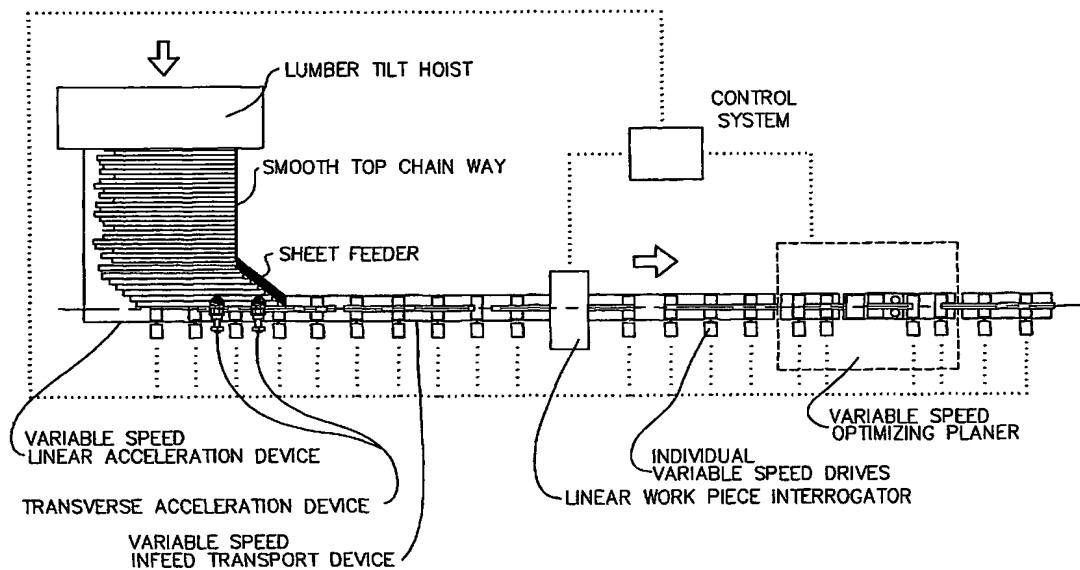 LUMBER TILT HOIST
CONTROL
SYSTEM
SMOOTH TOP CHAIN WAY
SHEET FEEDER
VARIABLE SPEED
LINEAR ACCELERATION DEVICE
TRANSVERSE ACCELERATION DEVICE
VARIABLE SPEED
INFEED TRANSPORT DEVICE
INDIVIDUAL
VARIABLE SPEED DRIVES
LINEAR WORK PIECE INTERROGATOR
VARIABLE SPEED
OPTIMIZING PLANER